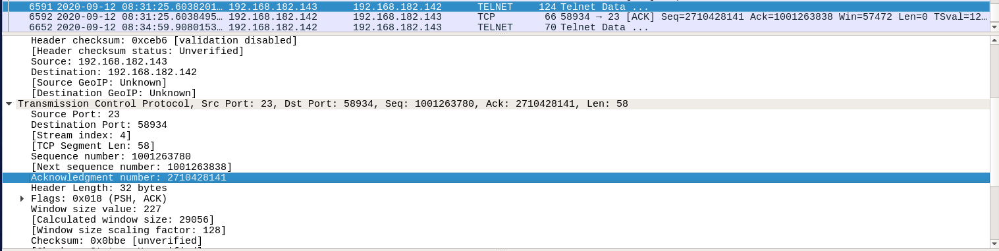 6591 2020-09-12 08:31:25.6038201… 192.168.182.143 192.168.182.142 TELNET 124 Telnet Data ...
6592 2020-09-12 08:31:25.6038495… 192.168.182.142 192.168.182.143 TCP 66 58934 → 23 [ACK] Seq=2710428141 Ack=1001263838 Win=57472 Len=0 TSval=12…
6652 2020-09-12 08:34:59.9080153… 192.168.182.142 192.168.182.143 TELNET 70 Telnet Data ...
Header checksum: 0xceb6 [validation disabled]
[Header checksum status: Unverified]
Source: 192.168.182.143
Destination: 192.168.182.142
[Source GeoIP: Unknown]
[Destination GeoIP: Unknown]
Transmission Control Protocol, Src Port: 23, Dst Port: 58934, Seq: 1001263780, Ack: 2710428141, Len: 58
Source Port: 23
Destination Port: 58934
[Stream index: 4]
[TCP Segment Len: 58]
Sequence number: 1001263780
[Next sequence number: 1001263838]
Acknowledgment number: 2710428141
Header Length: 32 bytes
Flags: 0x018 (PSH, ACK)
Window size value: 227
[Calculated window size: 29056]
[Window size scaling factor: 128]
Checksum: 0x0bbe [unverified]